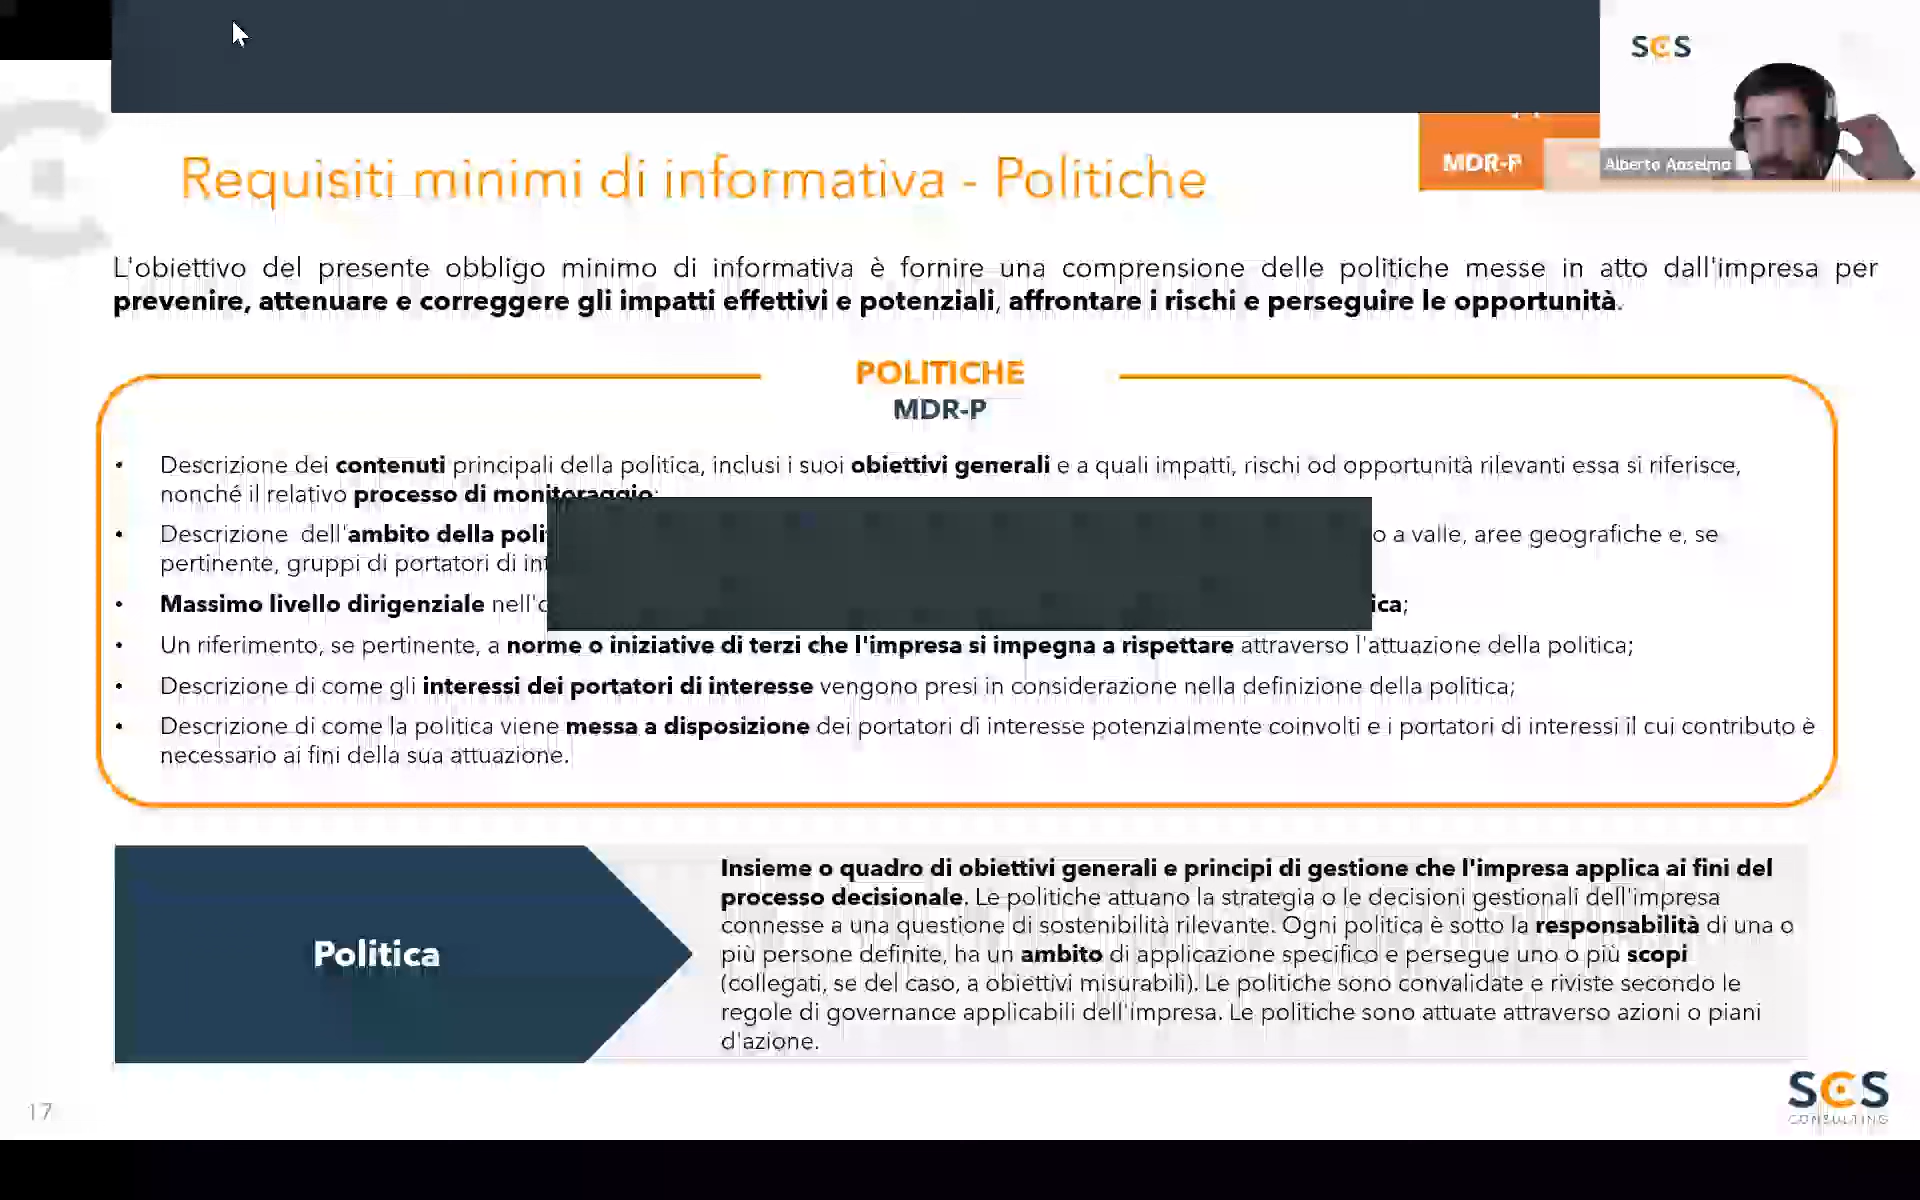 SCS
MDR-P
Alberto Anselmo
Requisiti minimi di informativa - Politiche
L'obiettivo del presente obbligo minimo di informativa è fornire una comprensione delle politiche messe in atto dall'impresa per
prevenire, attenuare e correggere gli impatti effettivi e potenziali, affrontare i rischi e perseguire le opportunità.
POLITICHE
MDR-P
• Descrizione dei contenuti principali della politica, inclusi i suoi obiettivi generali e a quali impatti, rischi od opportunità rilevanti essa si riferisce,
nonché il relativo processo di monitoraggio;
• Descrizione dell'ambito della poli o a valle, aree geografiche e, se
pertinente, gruppi di portatori di int
• Massimo livello dirigenziale nell'o ica;
• Un riferimento, se pertinente, a norme o iniziative di terzi che l'impresa si impegna a rispettare attraverso l'attuazione della politica;
• Descrizione di come gli interessi dei portatori di interesse vengono presi in considerazione nella definizione della politica;
• Descrizione di come la politica viene messa a disposizione dei portatori di interesse potenzialmente coinvolti e i portatori di interessi il cui contributo è
necessario ai fini della sua attuazione.
Politica
Insieme o quadro di obiettivi generali e principi di gestione che l'impresa applica ai fini del
processo decisionale. Le politiche attuano la strategia o le decisioni gestionali dell'impresa
connesse a una questione di sostenibilità rilevante. Ogni politica è sotto la responsabilità di una o
più persone definite, ha un ambito di applicazione specifico e persegue uno o più scopi
(collegati, se del caso, a obiettivi misurabili). Le politiche sono convalidate e riviste secondo le
regole di governance applicabili dell'impresa. Le politiche sono attuate attraverso azioni o piani
d'azione.
17
SCS
CONSULTING